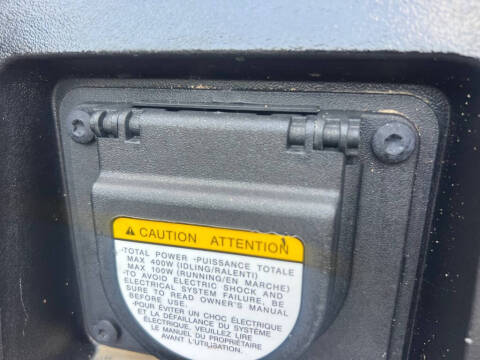 ⚠ CAUTION ATTENTION
•TOTAL POWER •PUISSANCE TOTALE
MAX 400W (IDLING/RALENTI)
MAX 100W (RUNNING/EN MARCHE)
•TO AVOID ELECTRIC SHOCK AND
ELECTRICAL SYSTEM FAILURE, BE
SURE TO READ OWNER'S MANUAL
BEFORE USE.
•POUR ÉVITER UN CHOC ÉLECTRIQUE
ET LA DÉFAILLANCE DU SYSTÈME
ÉLECTRIQUE, VEUILLEZ LIRE
LE MANUEL DU PROPRIÉTAIRE
AVANT L'UTILISATION.